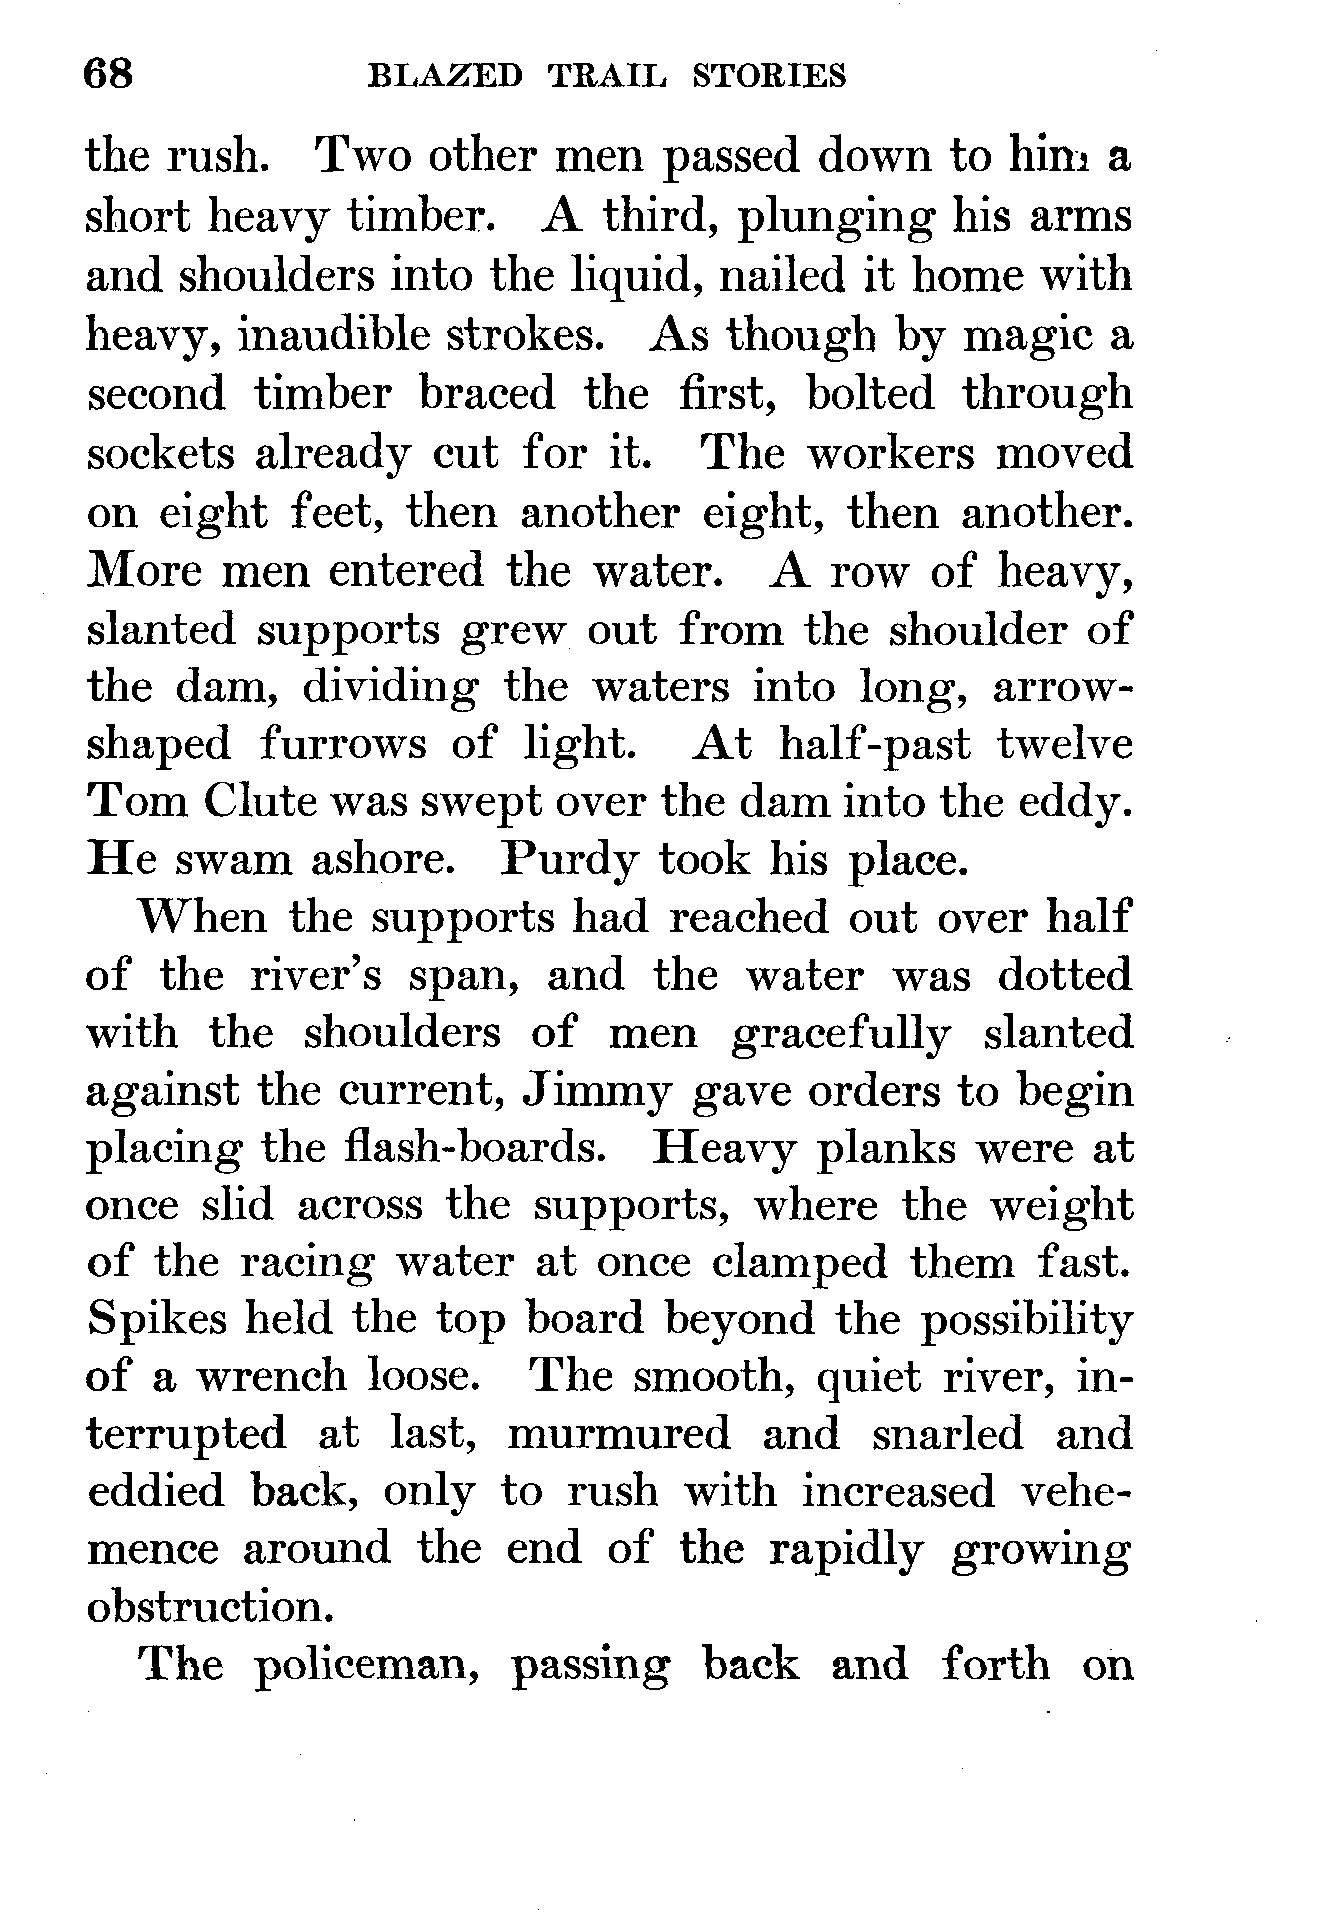 68 BLAZED TRAIL STORIES
the rush. Two other men passed down to him a
short heavy timber. A third, plunging his arms
and shoulders into the liquid, nailed it home with
heavy, inaudible strokes. As though by magic a
second timber braced the first, bolted through
sockets already cut for it. The workers moved
on eight feet, then another eight, then another.
More men entered the water. A row of heavy,
slanted supports grew out from the shoulder of
the dam, dividing the waters into long, arrow-
shaped furrows of light. At half-past twelve
Tom Clute was swept over the dam into the eddy.
He swam ashore. Purdy took his place.
When the supports had reached out over half
of the river's span, and the water was dotted
with the shoulders of men gracefully slanted
against the current, Jimmy gave orders to begin
placing the flash-boards. Heavy planks were at
once slid across the supports, where the weight
of the racing water at once clamped them fast.
Spikes held the top board beyond the possibility
of a wrench loose. The smooth, quiet river, in-
terrupted at last, murmured and snarled and
eddied back, only to rush with increased vehe-
mence around the end of the rapidly growing
obstruction.
The policeman, passing back and forth on